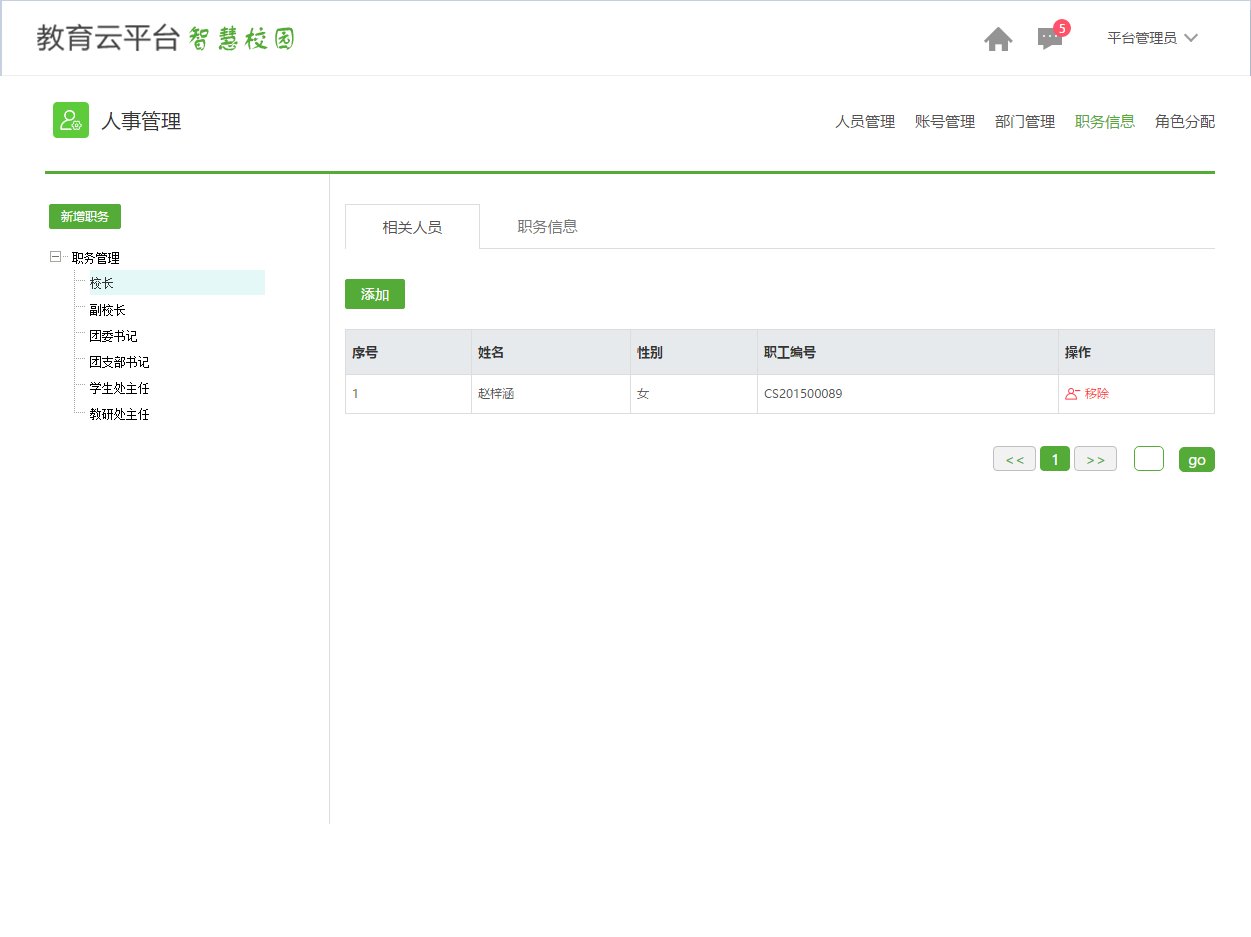 教育云平台 智慧校园
5
平台管理员
人事管理
人员管理 账号管理 部门管理 职务信息 角色分配
新增职务
职务管理
校长
副校长
团委书记
团支部书记
学生处主任
教研处主任
相关人员 职务信息
添加
序号 姓名 性别 职工编号 操作
1 赵梓涵 女 CS201500089 移除
<< 1 >> go